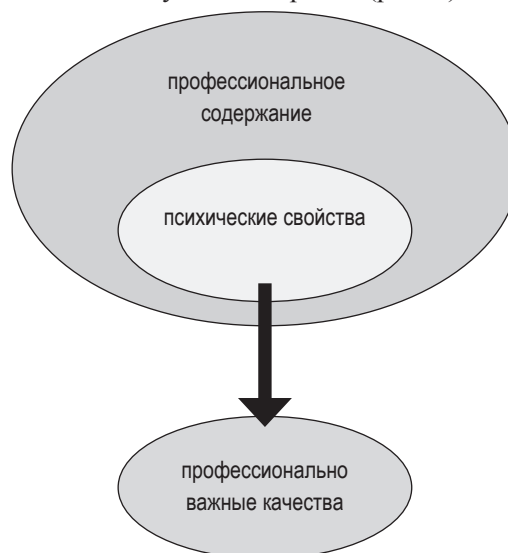 профессиональное
содержание
психические свойства
профессионально
важные качества